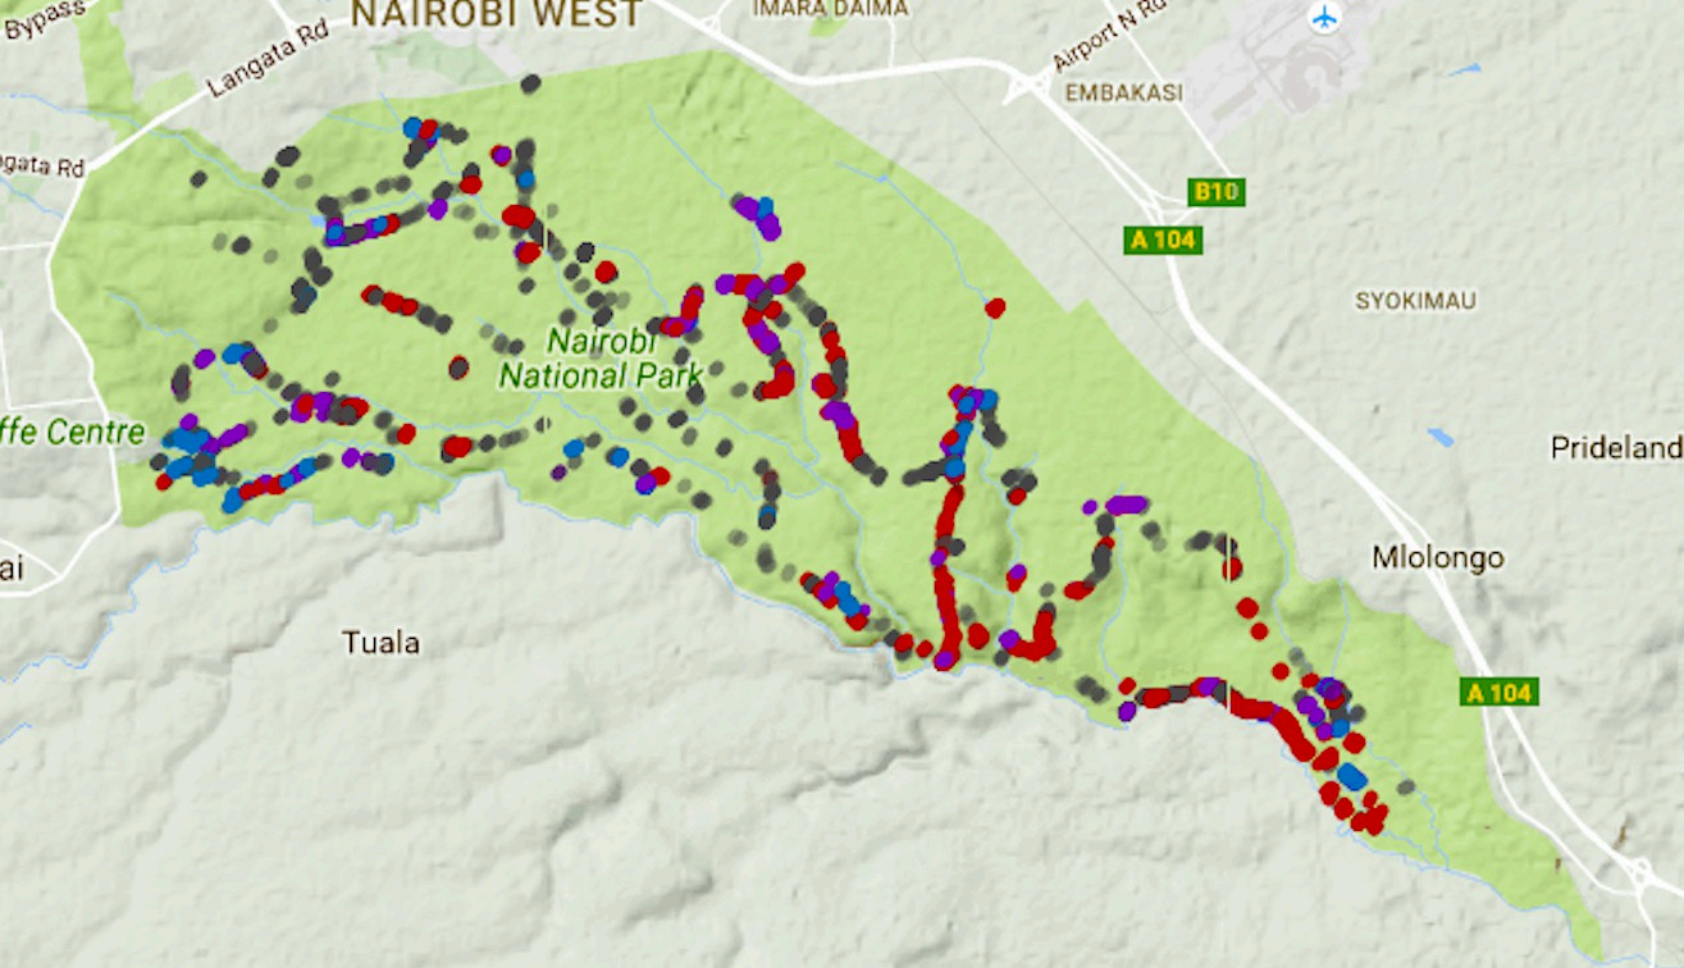 NAIROBI WEST
IMARA DAIMA
Bypass
Langata Rd
Airport N Rd
EMBAKASI
ngata Rd
B10
A 104
SYOKIMAU
Nairobi
National Park
ffe Centre
Prideland
Mlolongo
ai
Tuala
A 104